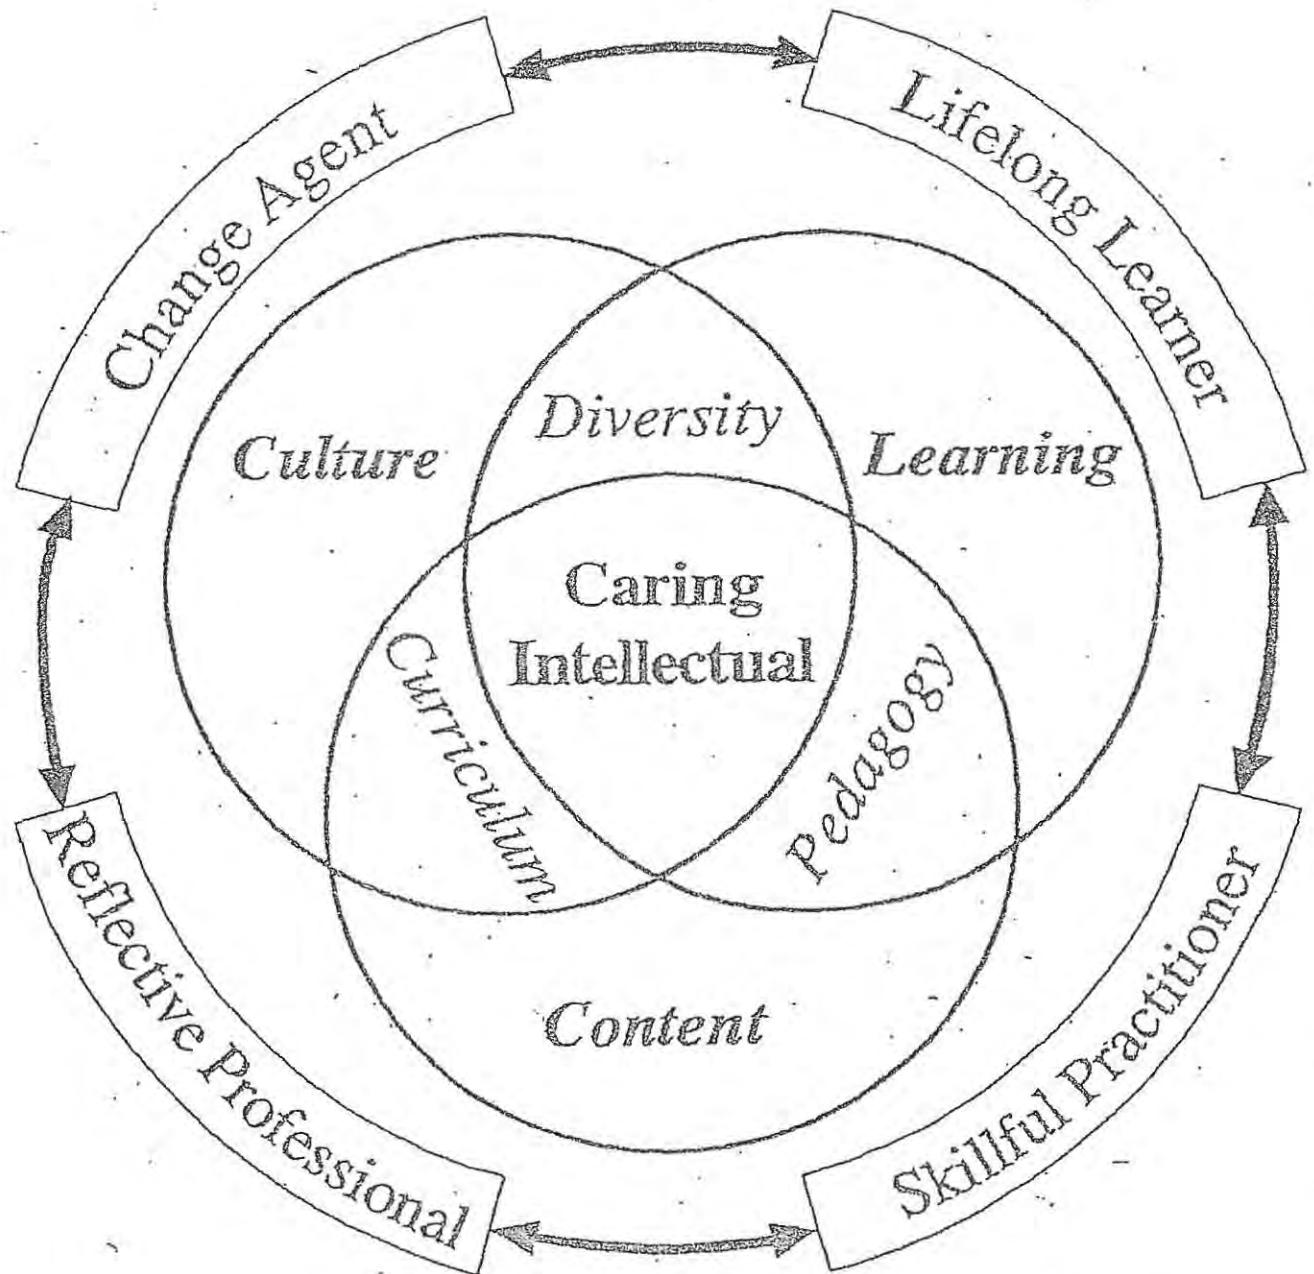 Change Agent
Lifelong Learner
Culture
Diversity
Learning
Caring
Intellectual
Curriculum
Pedagogy
Content
Reflective Professional
Skillful Practitioner